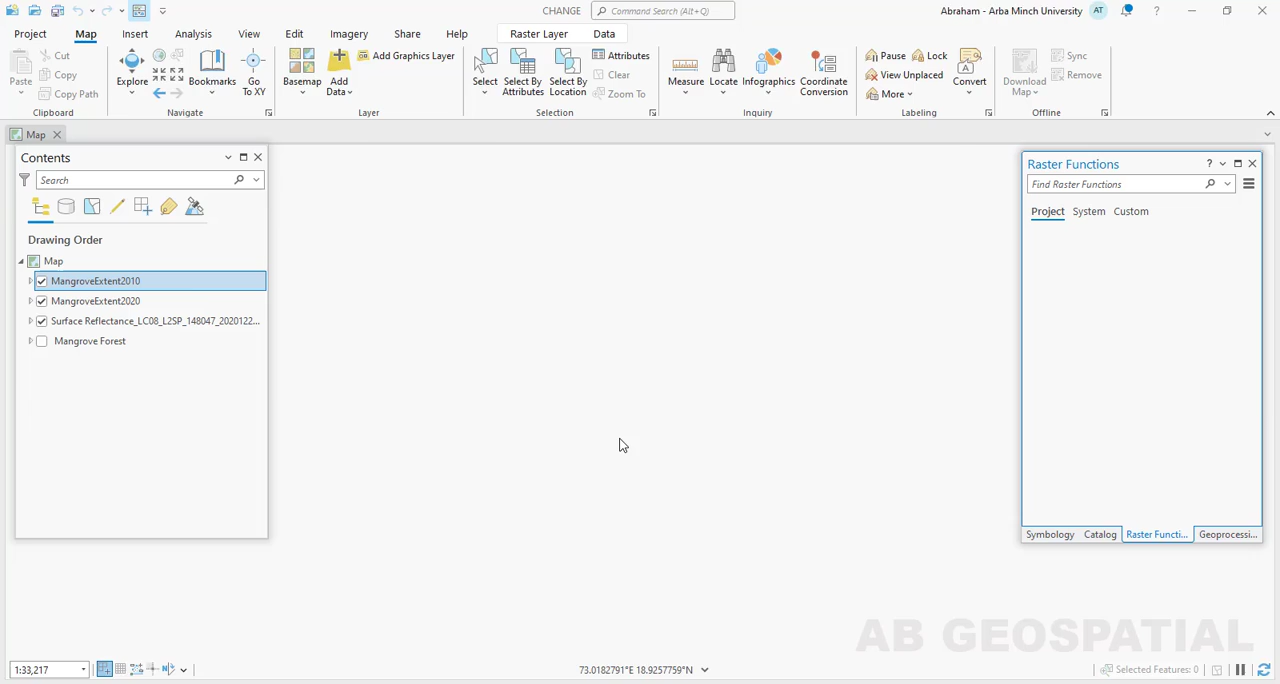 CHANGE
Command Search (Alt+Q)
Abraham - Arba Minch University
AT
?
Project
Map
Insert
Analysis
View
Edit
Imagery
Share
Help
Raster Layer
Data
Paste
Cut
Copy
Copy Path
Clipboard
Explore
Bookmarks
Go
To XY
Navigate
Basemap
Add
Data
Add Graphics Layer
Layer
Select
Select By
Attributes
Select By
Location
Attributes
Clear
Zoom To
Selection
Measure
Locate
Infographics
Coordinate
Conversion
Inquiry
Pause
Lock
View Unplaced
More
Convert
Labeling
Download
Map
Sync
Remove
Offline
Map
Contents
Search
Drawing Order
Map
MangroveExtent2010
MangroveExtent2020
Surface Reflectance_LC08_L2SP_148047_2020122...
Mangrove Forest
Raster Functions
?
Find Raster Functions
Project
System
Custom
Symbology
Catalog
Raster Functi...
Geoprocessi...
AB GEOSPATIAL
1:33,217
73.0182791°E 18.9257759°N
Selected Features: 0